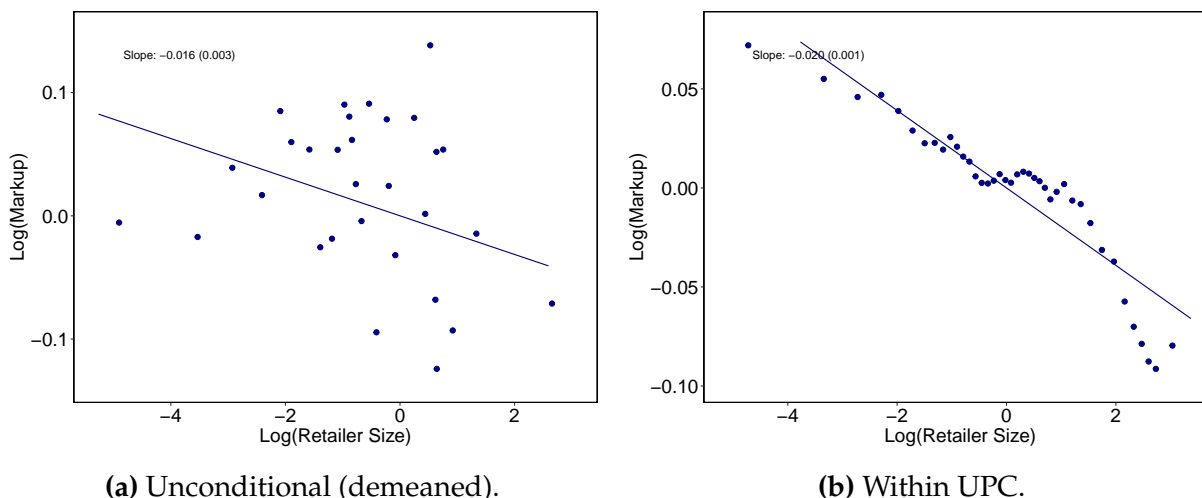 Slope: −0.016 (0.003)
0.1
0.0
−0.1
Log(Markup)
−4
−2
0
2
Log(Retailer Size)
(a) Unconditional (demeaned).
Slope: −0.020 (0.001)
0.05
0.00
−0.05
−0.10
Log(Markup)
−4
−2
0
2
Log(Retailer Size)
(b) Within UPC.